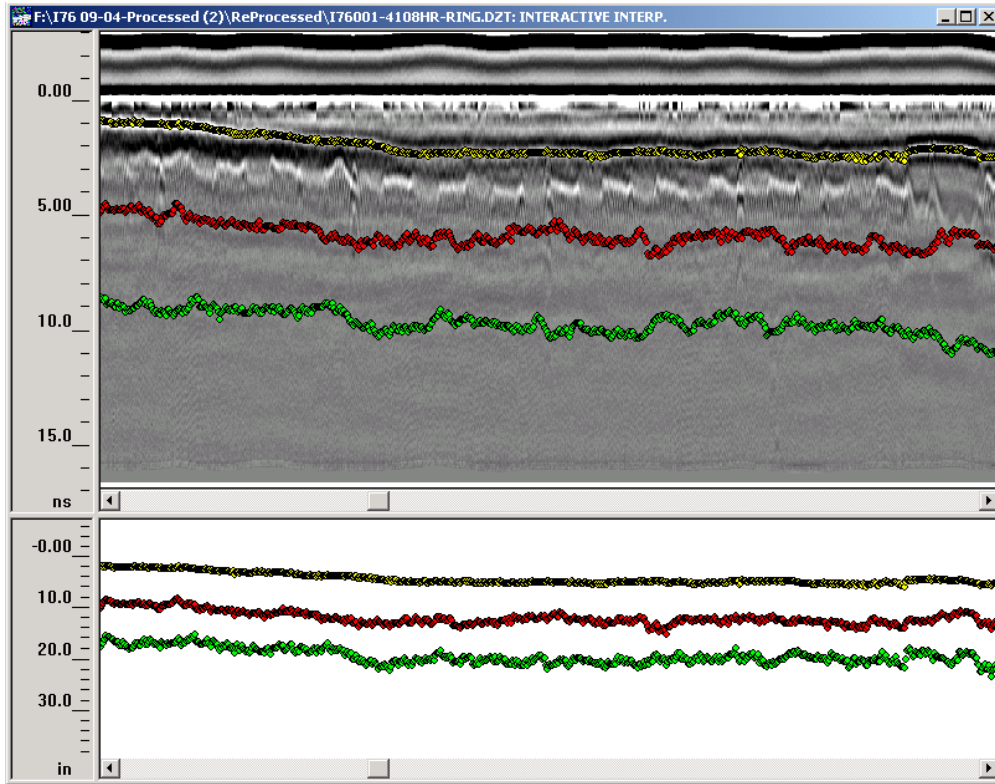 F:\I76 09-04-Processed (2)\ReProcessed\I76001-4108HR-RING.DZT: INTERACTIVE INTERP.
0.00
5.00
10.0
15.0
ns
-0.00
10.0
20.0
30.0
in